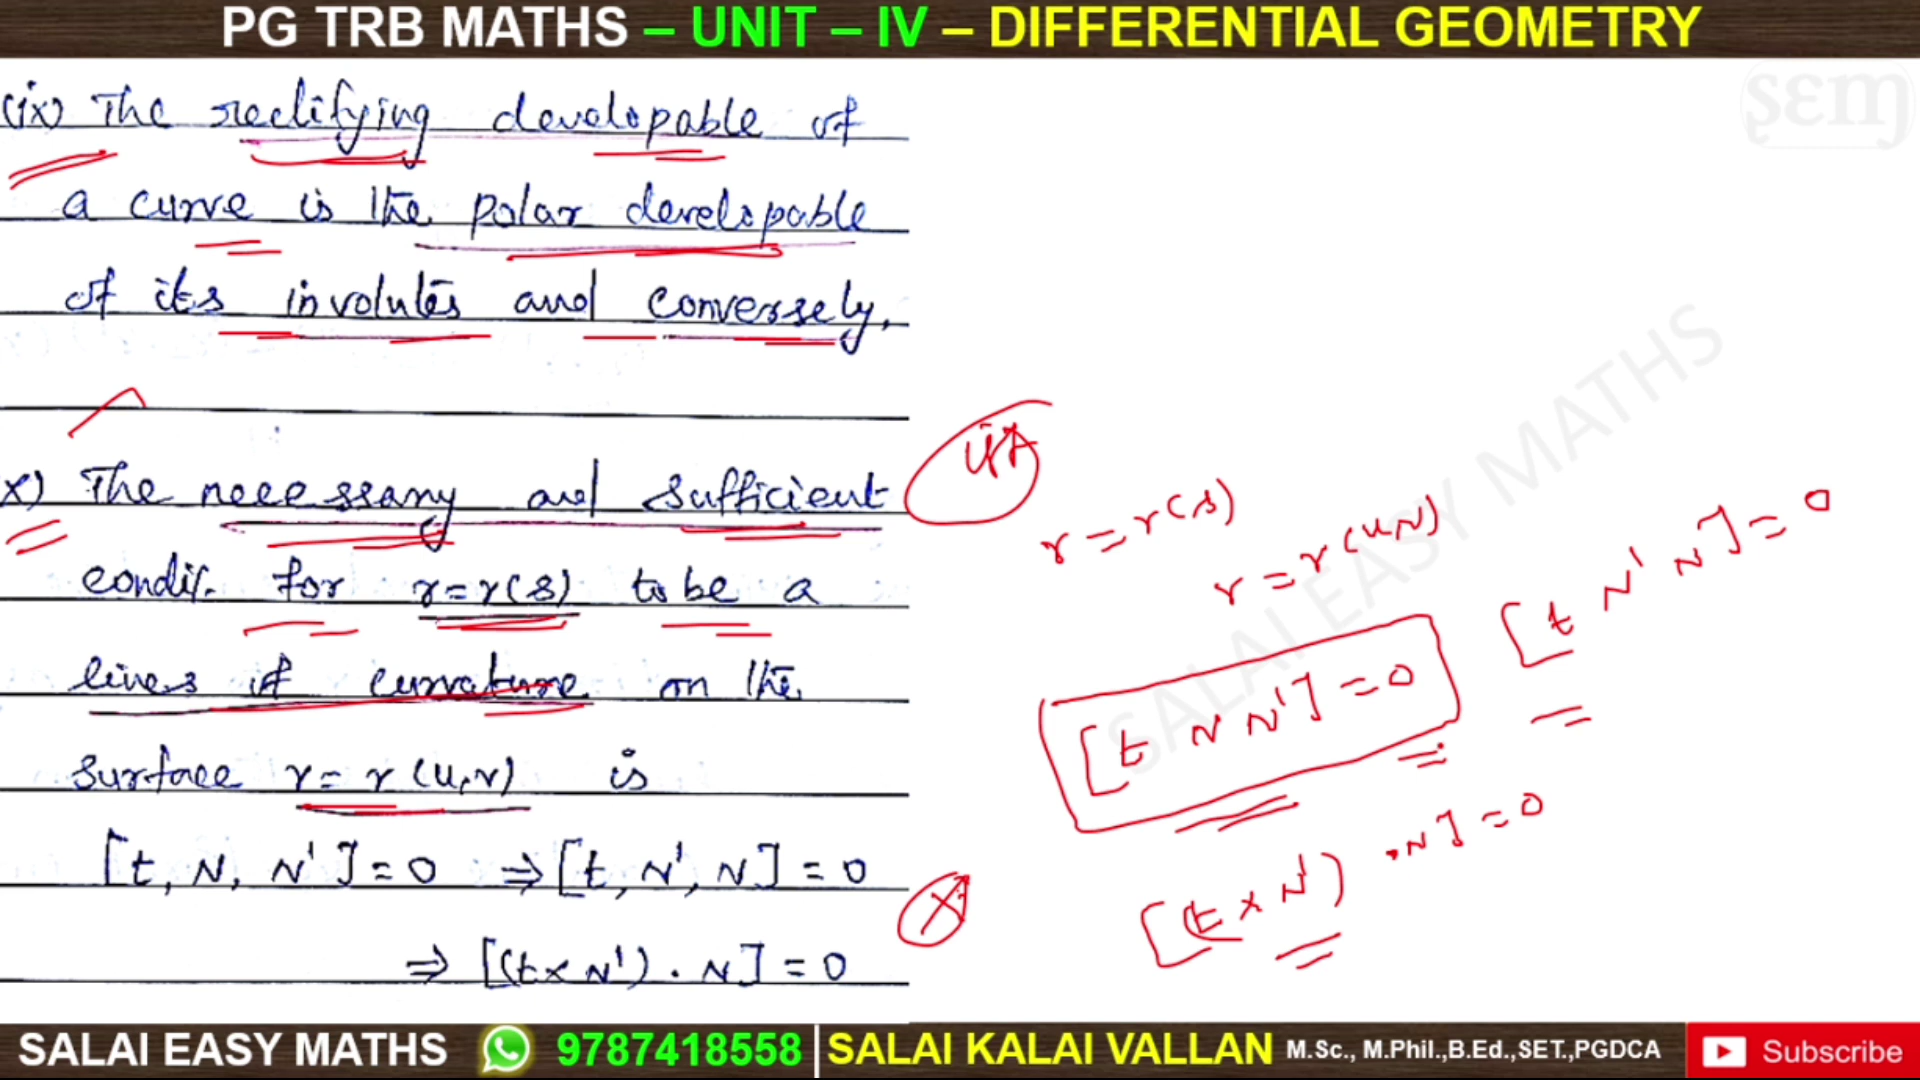 PG TRB MATHS – UNIT – IV – DIFFERENTIAL GEOMETRY
sεm
(ix) The rectifying developable of
a curve is the polar developable
of its involutes and conversely.
x) The necessary and sufficient
condi. for r=r(s) to be a
lines of curvature on the
surface r=r(u,v) is
[t, N, N']=0 ⇒ [t, N', N]=0
⇒ [(t×N').N]=0
r=r(s)
r=r(u,v)
[t N' N]=0
[t N N']=0
[(t×N').N]=0
SALAI EASY MATHS
SALAI EASY MATHS 9787418558 SALAI KALAI VALLAN M.Sc., M.Phil.,B.Ed.,SET.,PGDCA Subscribe